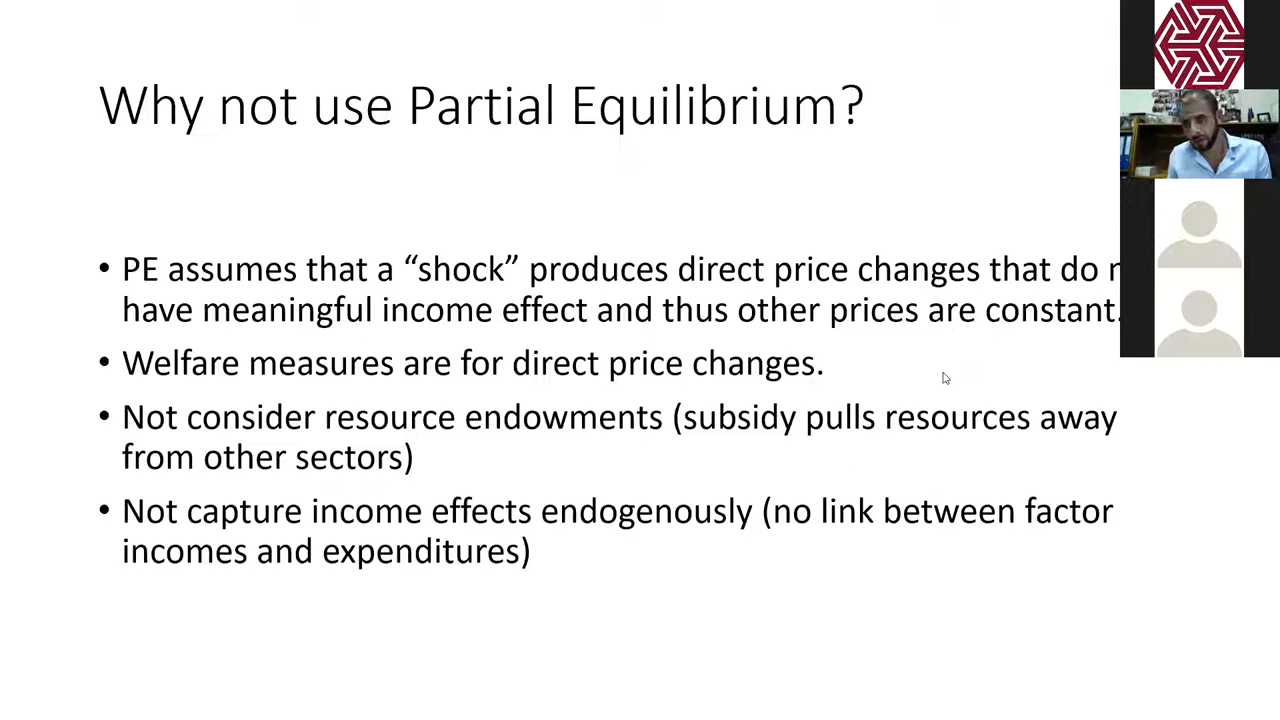 Why not use Partial Equilibrium?
• PE assumes that a “shock” produces direct price changes that do
have meaningful income effect and thus other prices are constant.
• Welfare measures are for direct price changes.
• Not consider resource endowments (subsidy pulls resources away
from other sectors)
• Not capture income effects endogenously (no link between factor
incomes and expenditures)